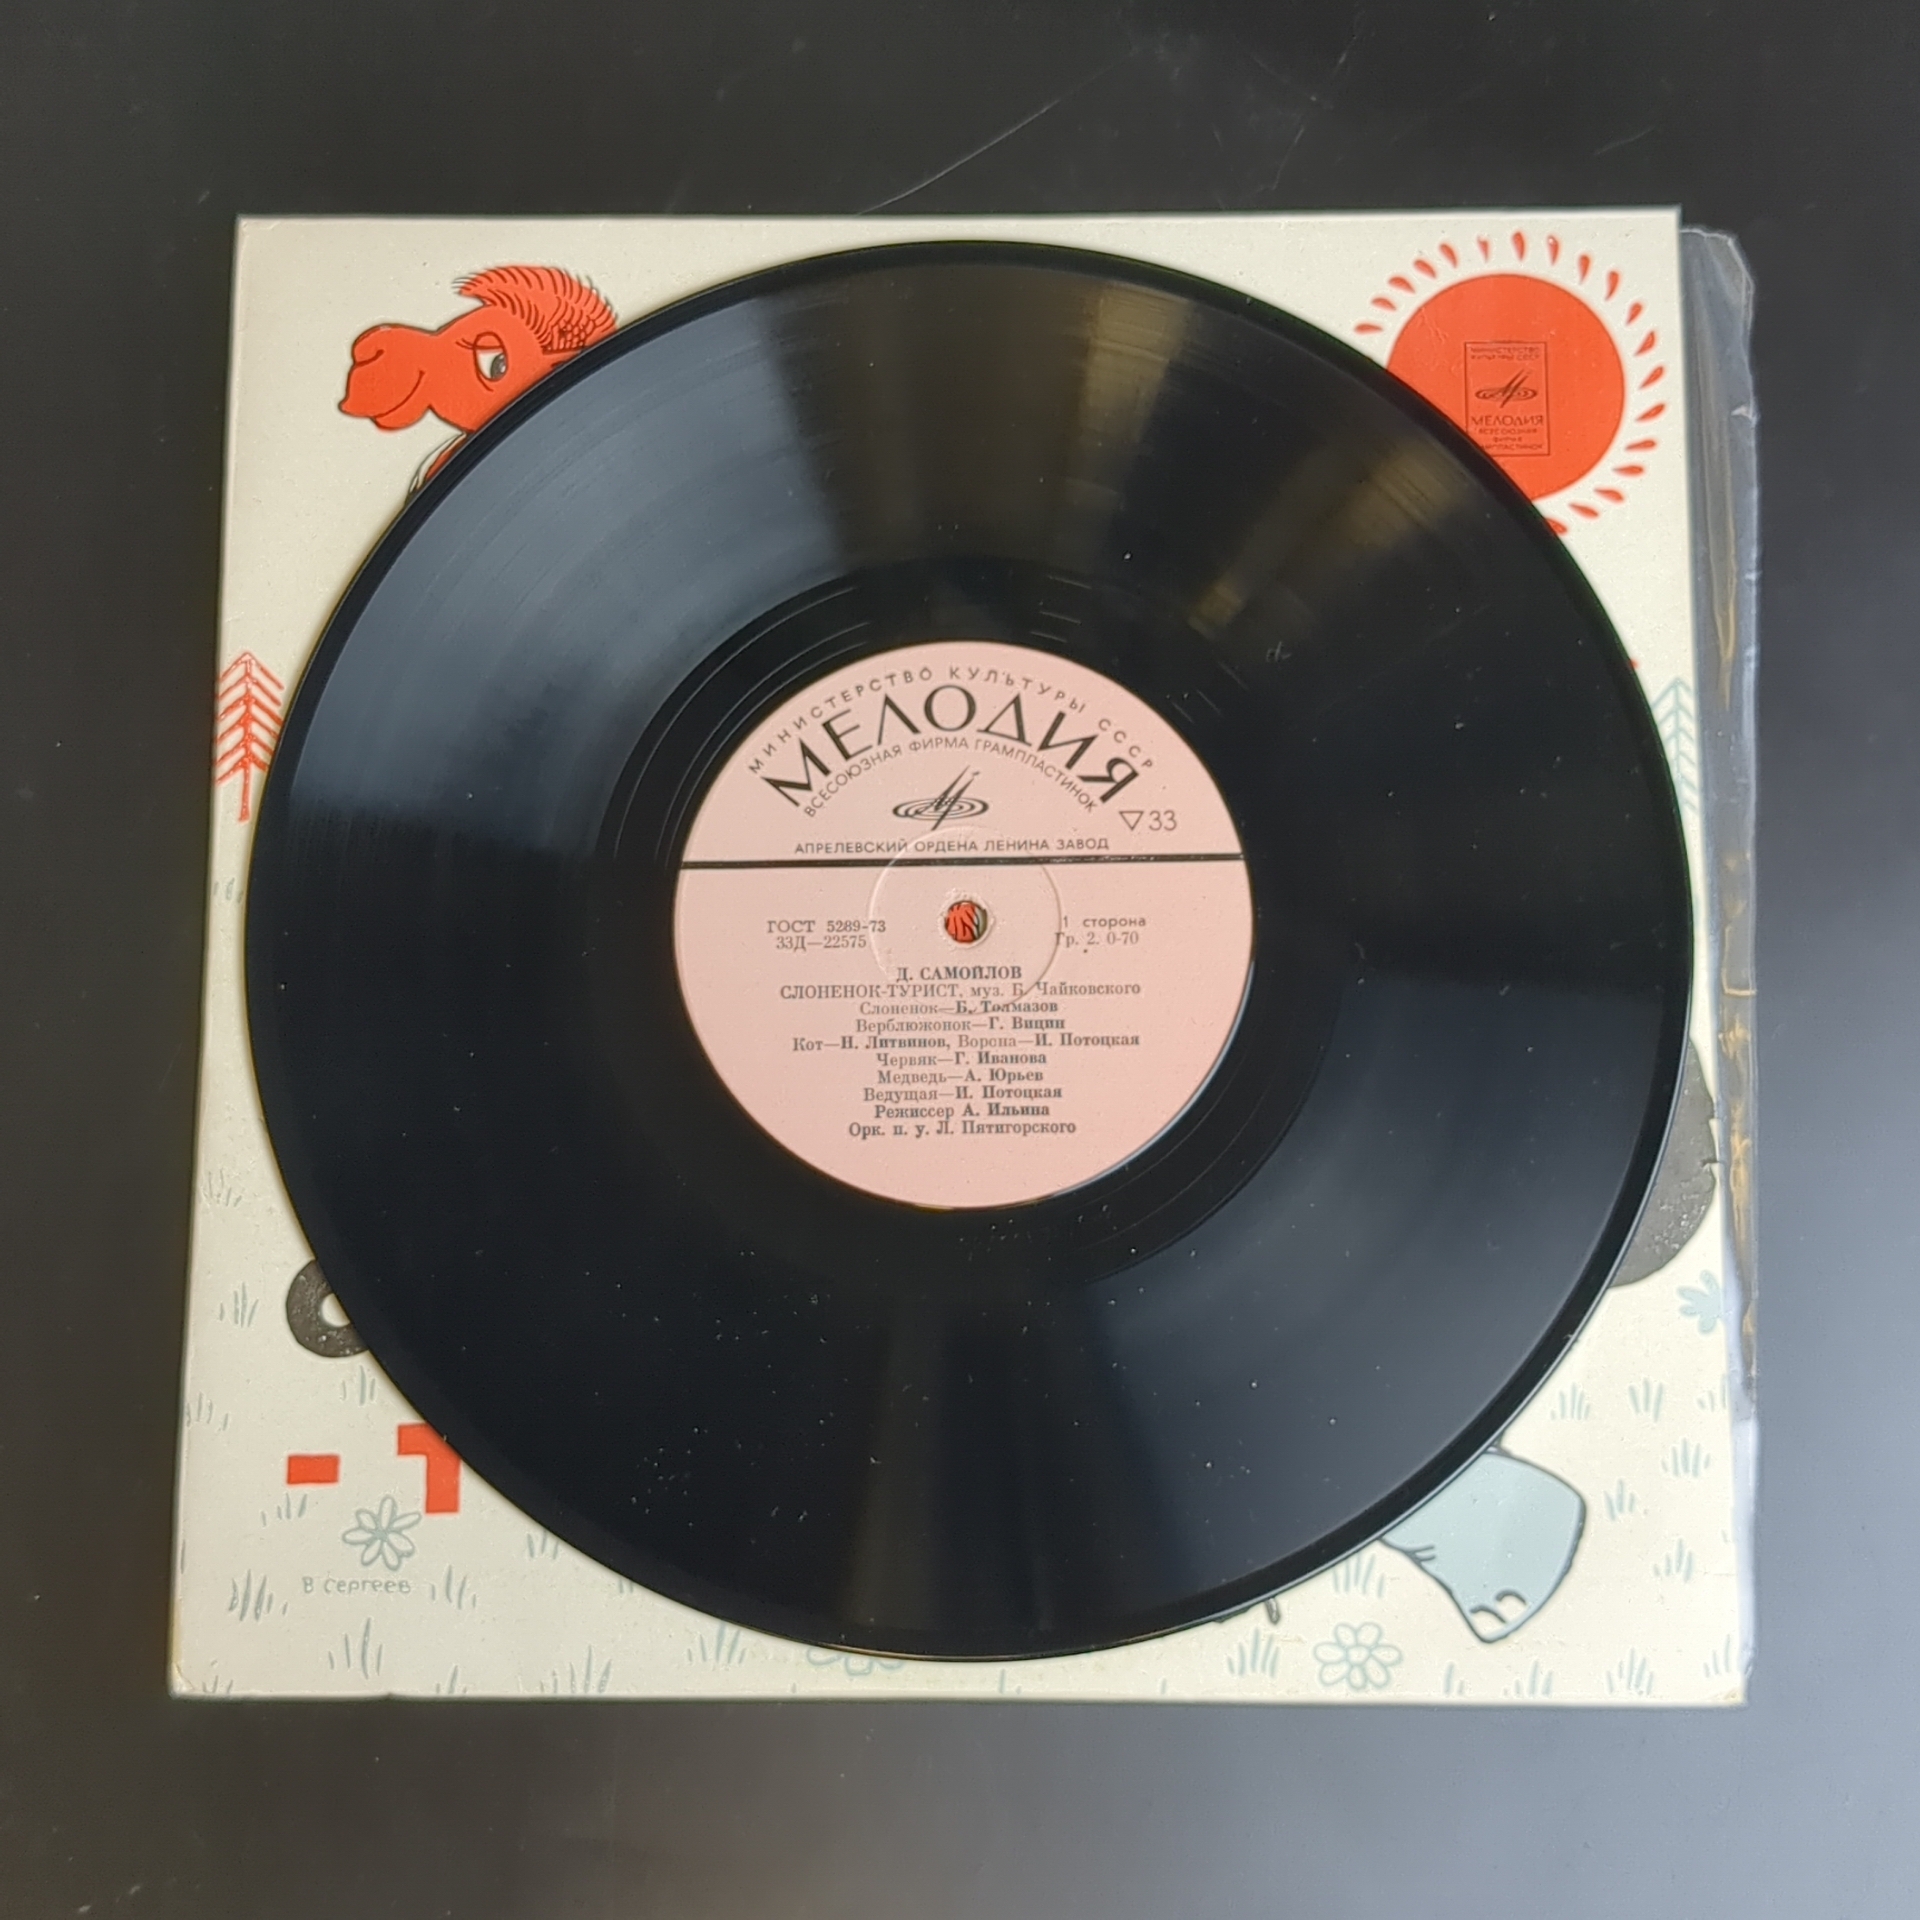 МИНИСТЕРСТВО КУЛЬТУРЫ СССР
МЕЛОДИЯ
ВСЕСОЮЗНАЯ ФИРМА ГРАМПЛАСТИНОК
▽33
АПРЕЛЕВСКИЙ ОРДЕНА ЛЕНИНА ЗАВОД
ГОСТ 5289-73
33Д—22575
1 сторона
Гр. 2. 0-70
Д. САМОЙЛОВ
СЛОНЕНОК-ТУРИСТ, муз. Б. Чайковского
Слоненок—Б. Толмазов
Верблюжонок—Г. Вицин
Кот—Н. Литвинов, Ворона—И. Потоцкая
Червяк—Г. Иванова
Медведь—А. Юрьев
Ведущая—И. Потоцкая
Режиссер А. Ильина
Орк. п. у. Л. Пятигорского
МИНИСТЕРСТВО
КУЛЬТУРЫ СССР
МЕЛОДИЯ
ВСЕСОЮЗНАЯ
ФИРМА
- Т
В Сергеев